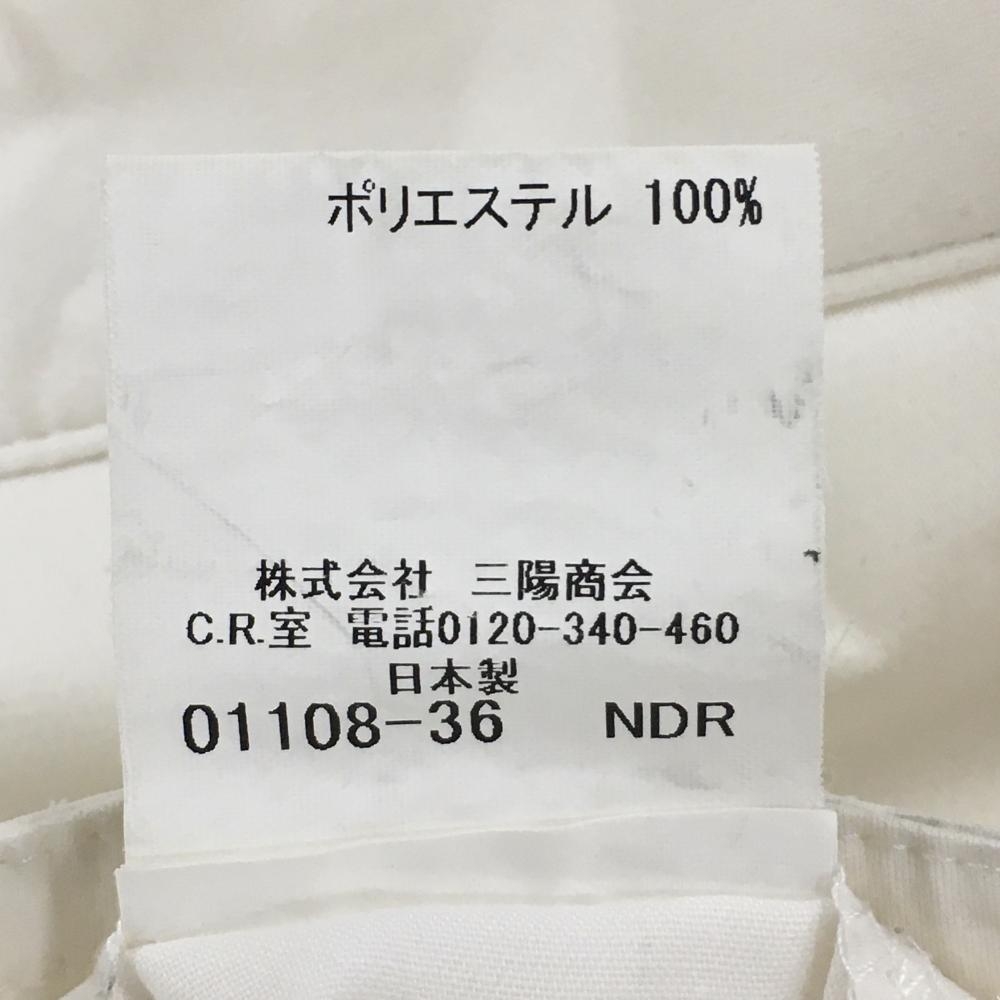 ポリエステル 100%
株式会社 三陽商会
C.R.室 電話0120-340-460
日本製
01108-36 NDR